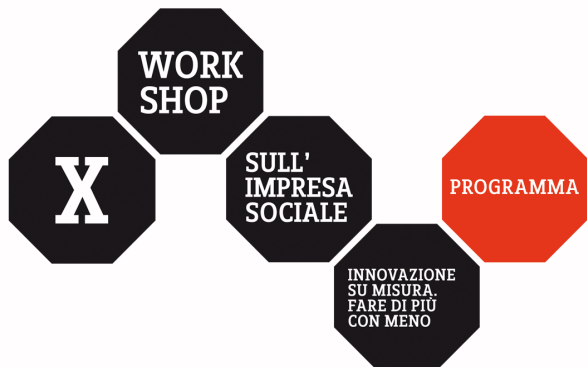 X
WORK
SHOP
SULL'
IMPRESA
SOCIALE
INNOVAZIONE
SU MISURA.
FARE DI PIÙ
CON MENO
PROGRAMMA